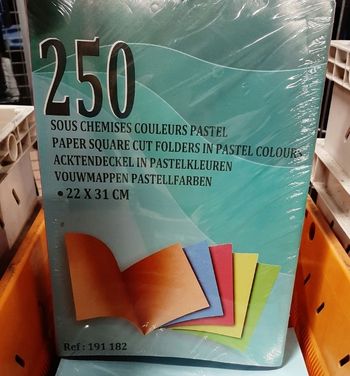 250
SOUS CHEMISES COULEURS PASTEL
PAPER SQUARE CUT FOLDERS IN PASTEL COLOURS
ACKTENDECKEL IN PASTELKLEUREN
VOUWMAPPEN PASTELLFARBEN
• 22 X 31 CM
Ref : 191 182